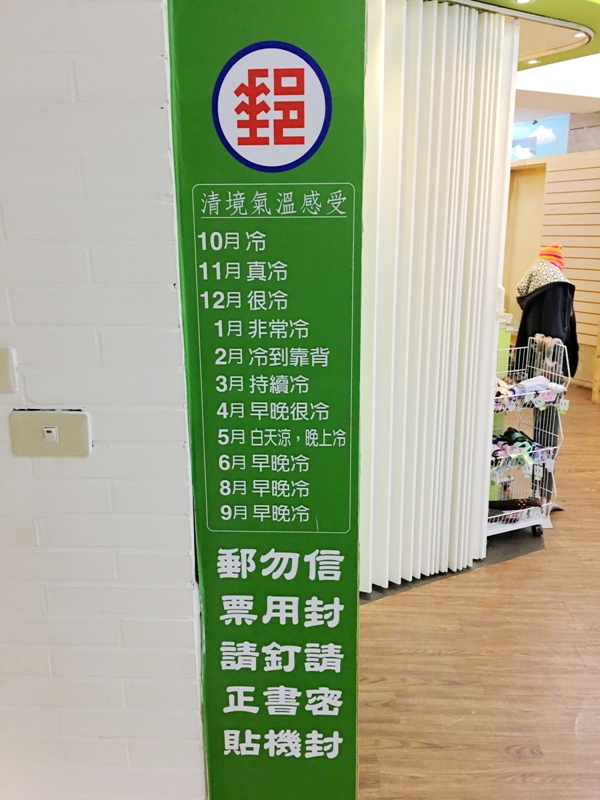 郵
清境氣溫感受
10月 冷
11月 真冷
12月 很冷
1月 非常冷
2月 冷到靠背
3月 持續冷
4月 早晚很冷
5月 白天涼，晚上冷
6月 早晚冷
8月 早晚冷
9月 早晚冷
信封請密封
勿用釘書機
郵票請正貼